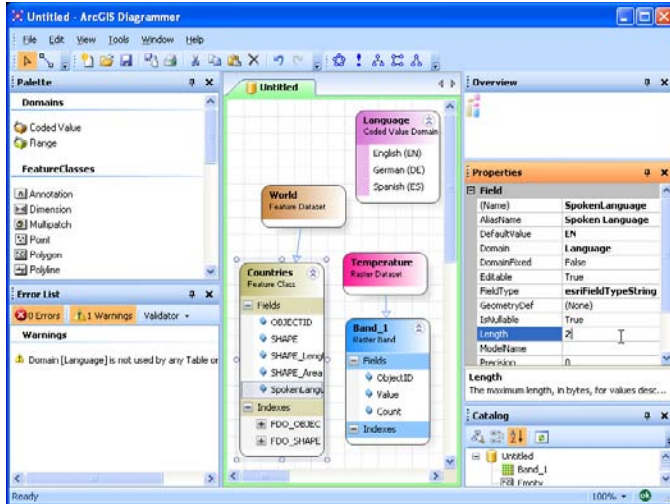 Untitled - ArcGIS Diagrammer
File Edit View Tools Window Help
Palette
Domains
Coded Value
Range
FeatureClasses
Annotation
Dimension
Multipatch
Point
Polygon
Polyline
Error List
0 Errors 1 Warnings Validator
Warnings
Domain [Language] is not used by any Table or
Untitled
Language
Coded Value Domain
English (EN)
German (DE)
Spanish (ES)
World
Feature Dataset
Countries
Feature Class
Fields
OBJECTID
SHAPE
SHAPE_Lengt
SHAPE_Area
SpokenLangu
Indexes
FDO_OBJEC
FDO_SHAPE
Temperature
Raster Dataset
Band_1
Raster Band
Fields
ObjectID
Value
Count
Indexes
Overview
Properties
Field
(Name) SpokenLanguage
AliasName Spoken Language
DefaultValue EN
Domain Language
DomainFixed False
Editable True
FieldType esriFieldTypeString
GeometryDef (None)
IsNullable True
Length 2
ModelName
Precision 0
Length
The maximum length, in bytes, for values desc...
Catalog
Untitled
Band_1
Empty
Ready
100%